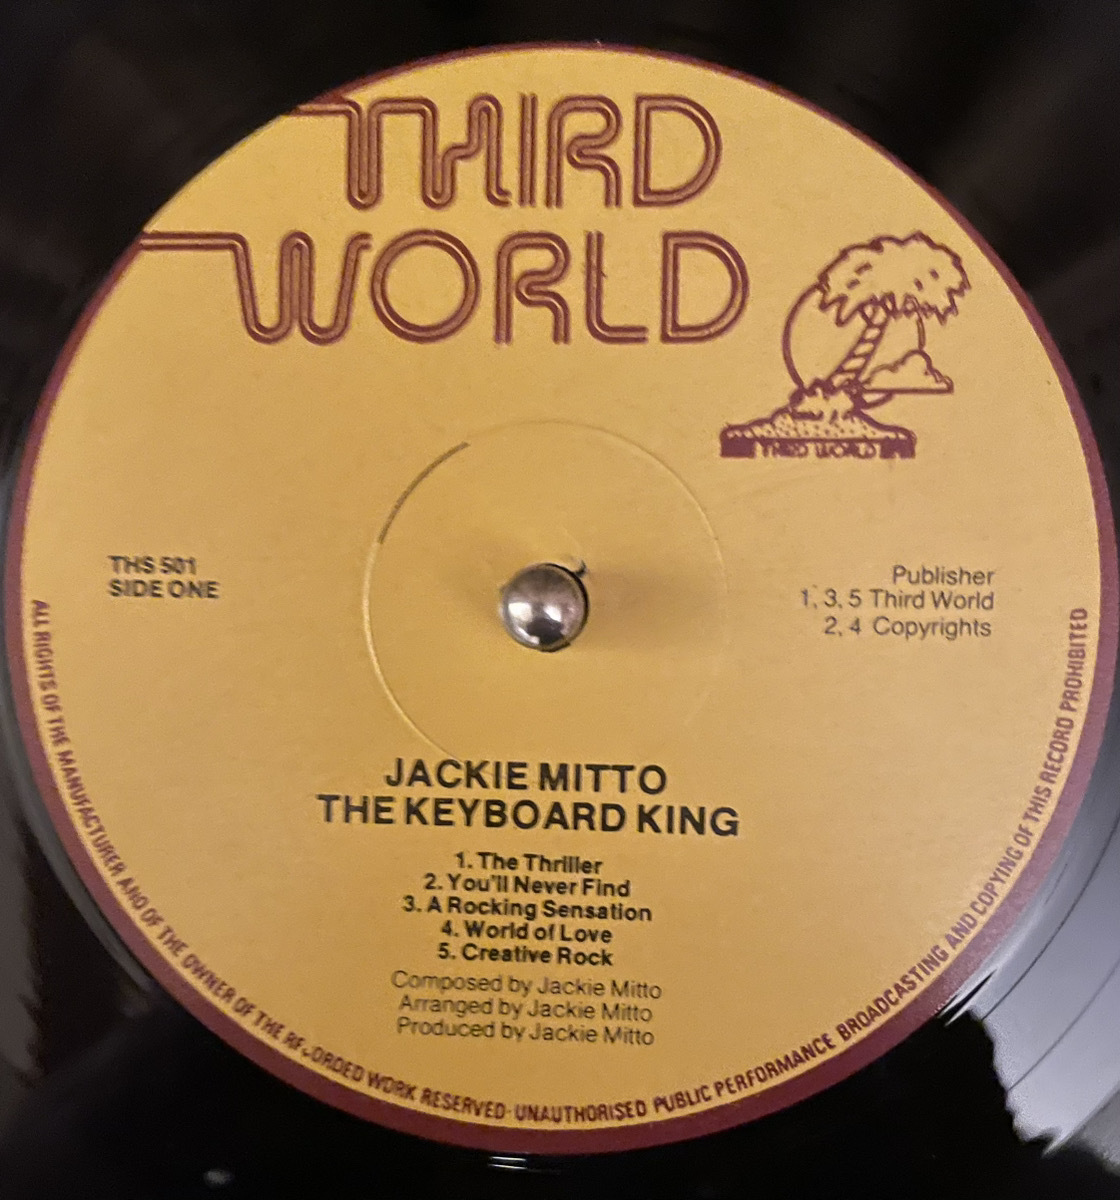 THIRD
WORLD
THIRD WORLD
THS 501
SIDE ONE
Publisher
1, 3, 5 Third World
2, 4 Copyrights
JACKIE MITTO
THE KEYBOARD KING
1. The Thriller
2. You'll Never Find
3. A Rocking Sensation
4. World of Love
5. Creative Rock
Composed by Jackie Mitto
Arranged by Jackie Mitto
Produced by Jackie Mitto
ALL RIGHTS OF THE MANUFACTURER AND OF THE OWNER OF THE RECORDED WORK RESERVED · UNAUTHORISED PUBLIC PERFORMANCE BROADCASTING AND COPYING OF THIS RECORD PROHIBITED